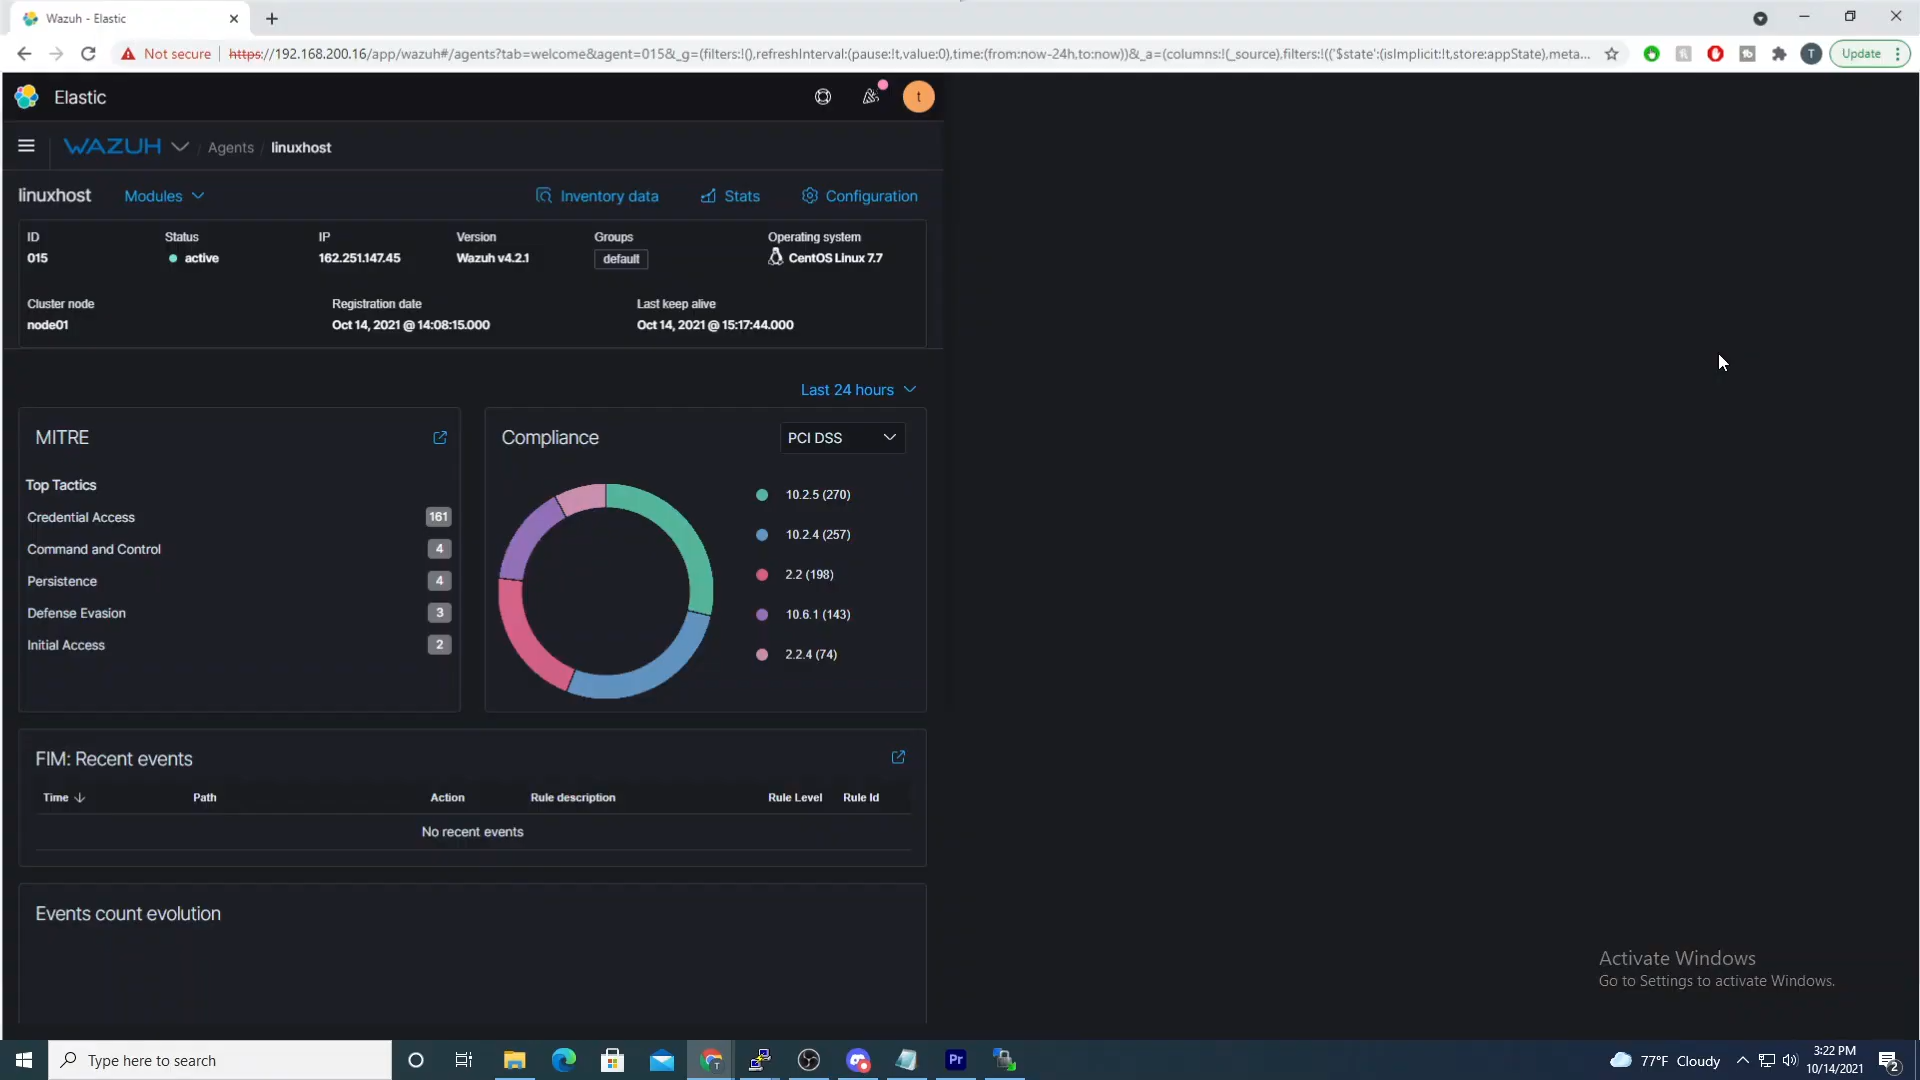 Wazuh - Elastic
Not secure
https://192.168.200.16/app/wazuh#/agents?tab=welcome&agent=015&_g=(filters:!(),refreshInterval:(pause:!t,value:0),time:(from:now-24h,to:now))&_a=(columns:!(_source),filters:!(('$state':(isImplicit:!t,store:appState),meta...
T
Update
Elastic
t
WAZUH
Agents
linuxhost
linuxhost
Modules
Inventory data
Stats
Configuration
ID
Status
IP
Version
Groups
Operating system
015
active
162.251.147.45
Wazuh v4.2.1
default
CentOS Linux 7.7
Cluster node
Registration date
Last keep alive
node01
Oct 14, 2021 @ 14:08:15.000
Oct 14, 2021 @ 15:17:44.000
Last 24 hours
MITRE
Top Tactics
Credential Access 161
Command and Control 4
Persistence 4
Defense Evasion 3
Initial Access 2
Compliance
PCI DSS
10.2.5 (270)
10.2.4 (257)
2.2 (198)
10.6.1 (143)
2.2.4 (74)
FIM: Recent events
Time
Path
Action
Rule description
Rule Level
Rule Id
No recent events
Events count evolution
Activate Windows
Go to Settings to activate Windows.
Type here to search
Pr
77°F Cloudy
3:22 PM
10/14/2021
2